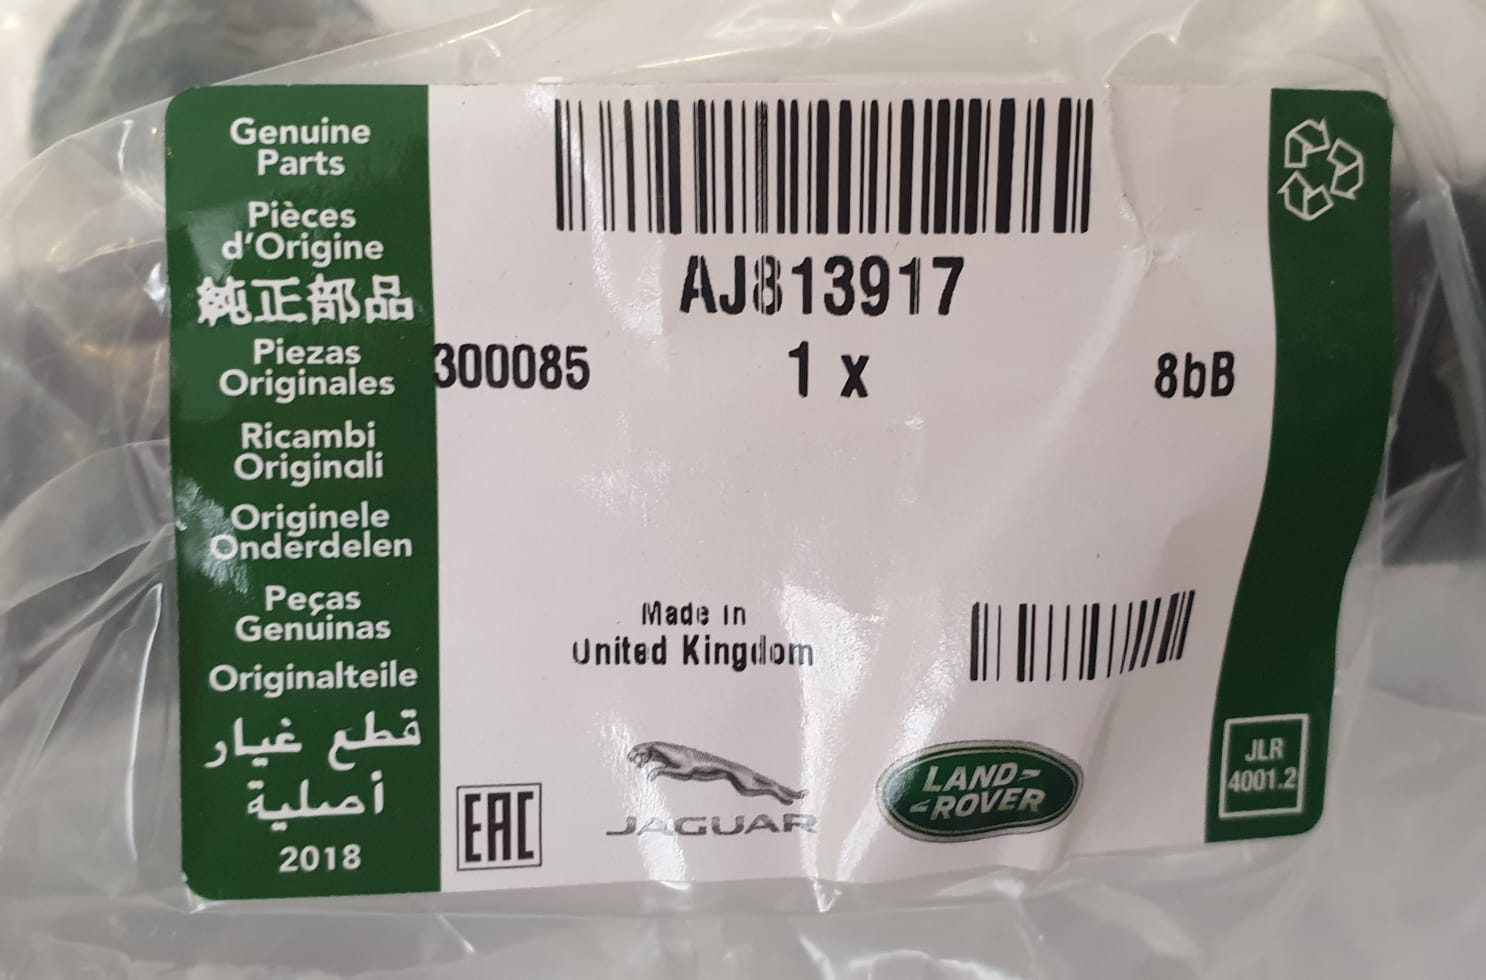 Genuine
Parts
Pièces
d'Origine
純正部品
Piezas
Originales
Ricambi
Originali
Originele
Onderdelen
Peças
Genuinas
Originalteile
قطع غيار
أصلية
2018
AJ813917
300085 1 x 8bB
Made in
United Kingdom
EAC
JAGUAR
LAND-
-ROVER
JLR
4001.2